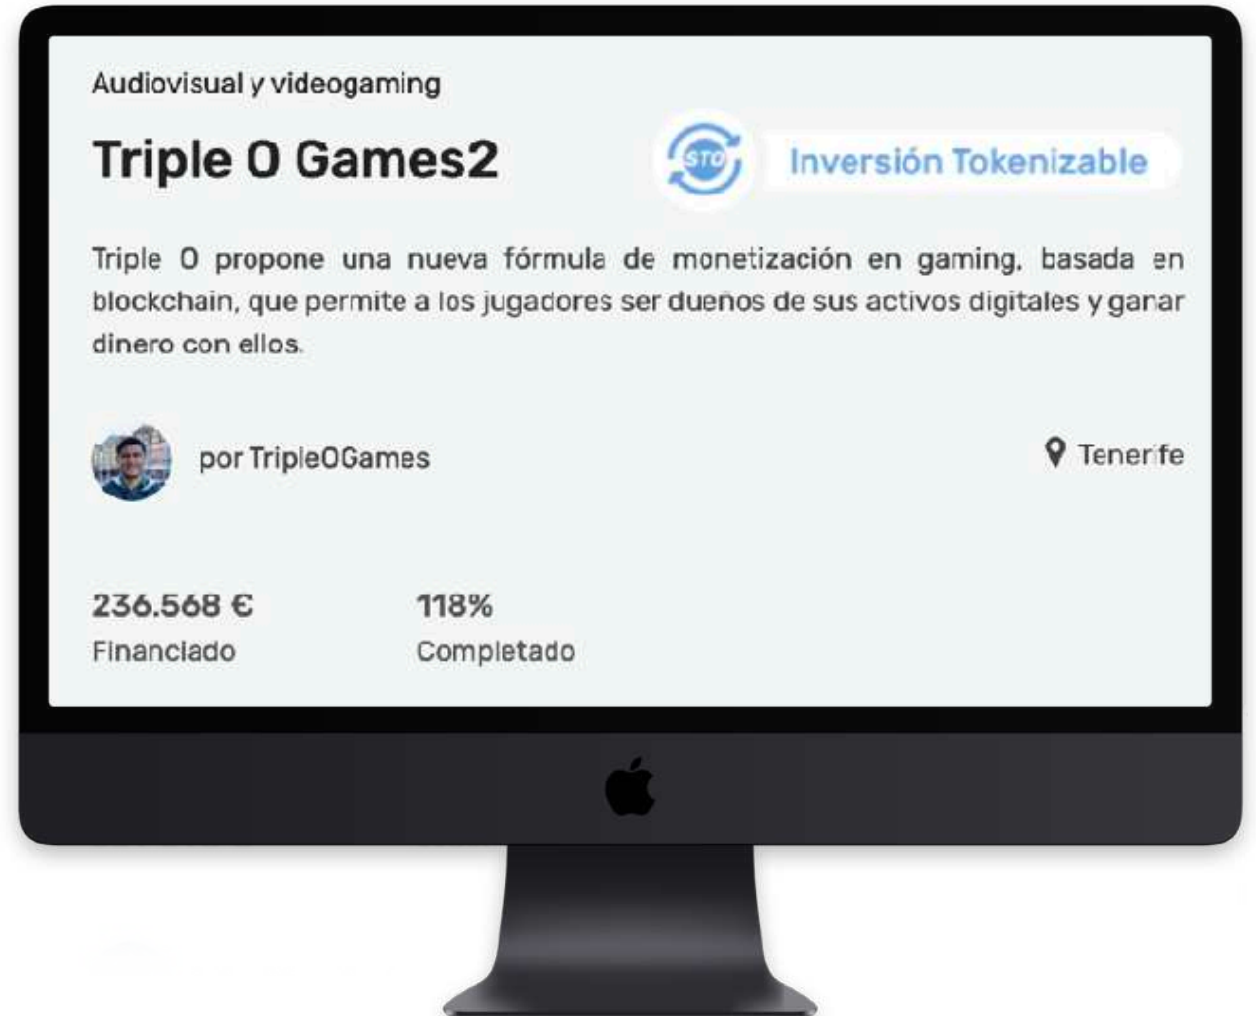 Audiovisual y videogaming
Triple O Games2
STO
Inversión Tokenizable
Triple O propone una nueva fórmula de monetización en gaming, basada en
blockchain, que permite a los jugadores ser dueños de sus activos digitales y ganar
dinero con ellos.
por TripleOGames
Tenerife
236.568 €
118%
Financiado
Completado